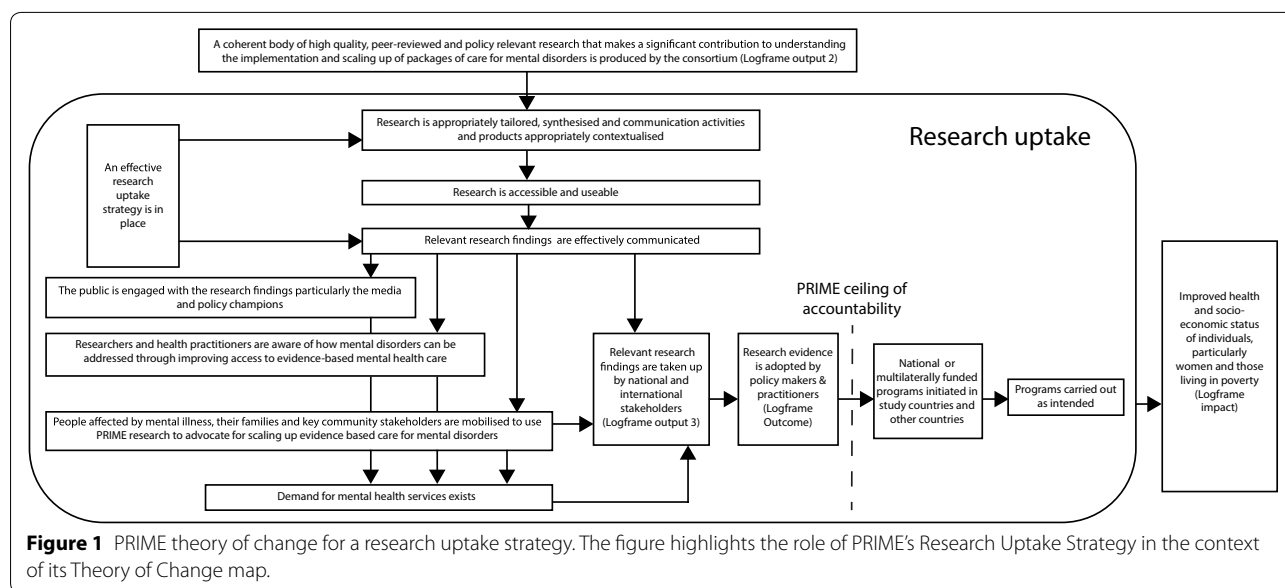 A coherent body of high quality, peer-reviewed and policy relevant research that makes a significant contribution to understanding
the implementation and scaling up of packages of care for mental disorders is produced by the consortium (Logframe output 2)
Research is appropriately tailored, synthesised and communication activities
and products appropriately contextualised
Research uptake
An effective
research
uptake
strategy is in
place
Research is accessible and useable
Relevant research findings are effectively communicated
The public is engaged with the research findings particularly the media
and policy champions
Researchers and health practitioners are aware of how mental disorders can be
addressed through improving access to evidence-based mental health care
People affected by mental illness, their families and key community stakeholders are mobilised to use
PRIME research to advocate for scaling up evidence based care for mental disorders
Demand for mental health services exists
Relevant research
findings are taken up
by national and
international
stakeholders
(Logframe output 3)
Research evidence
is adopted by
policy makers &
practitioners
(Logframe
Outcome)
PRIME ceiling of
accountability
National or
multilaterally funded
programs initiated in
study countries and
other countries
Programs carried out
as intended
Improved health
and socio-
economic status
of individuals,
particularly
women and those
living in poverty
(Logframe
impact)
Figure 1 PRIME theory of change for a research uptake strategy. The figure highlights the role of PRIME's Research Uptake Strategy in the context
of its Theory of Change map.